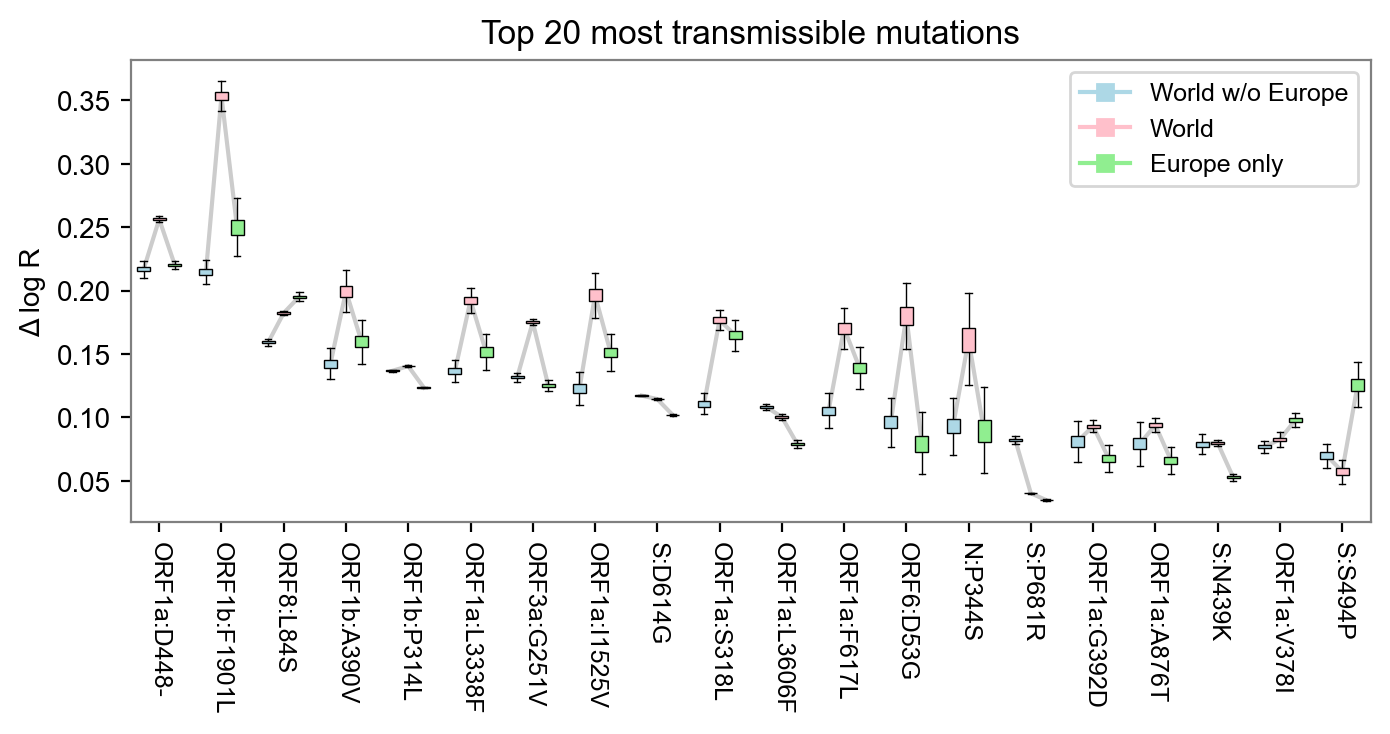 Top 20 most transmissible mutations
Δ log R
0.35
0.30
0.25
0.20
0.15
0.10
0.05
World w/o Europe
World
Europe only
ORF1a:D448-
ORF1b:F1901L
ORF8:L84S
ORF1b:A390V
ORF1b:P314L
ORF1a:L3338F
ORF3a:G251V
ORF1a:I1525V
S:D614G
ORF1a:S318L
ORF1a:L3606F
ORF1a:F617L
ORF6:D53G
N:P344S
S:P681R
ORF1a:G392D
ORF1a:A876T
S:N439K
ORF1a:V378I
S:S494P